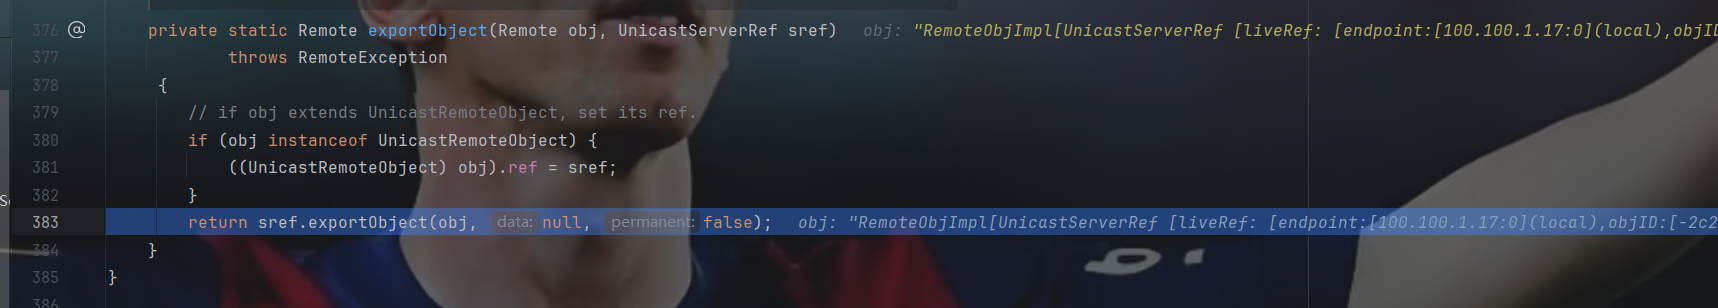 376 @ private static Remote exportObject(Remote obj, UnicastServerRef sref) obj: "RemoteObjImpl[UnicastServerRef [liveRef: [endpoint:[100.100.1.17:0](local),objID
377 throws RemoteException
378 {
379 // if obj extends UnicastRemoteObject, set its ref.
380 if (obj instanceof UnicastRemoteObject) {
381 ((UnicastRemoteObject) obj).ref = sref;
382 }
383 return sref.exportObject(obj, data: null, permanent: false); obj: "RemoteObjImpl[UnicastServerRef [liveRef: [endpoint:[100.100.1.17:0](local),objID:[-2c2
384 }
385 }
386